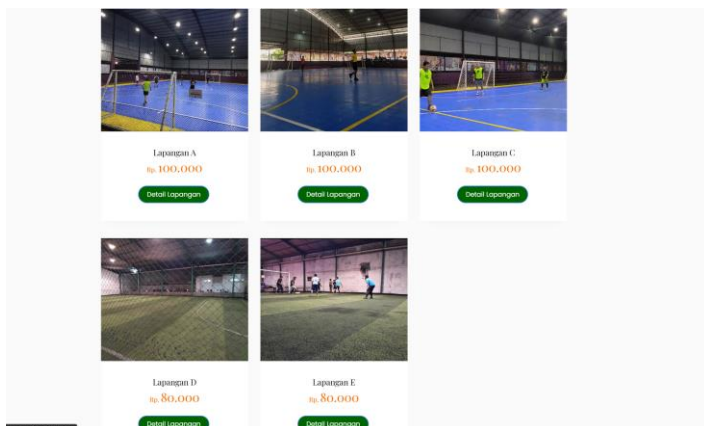 Lapangan A
Rp. 100.000
Detail Lapangan
Lapangan B
Rp. 100.000
Detail Lapangan
Lapangan C
Rp. 100.000
Detail Lapangan
Lapangan D
Rp. 80.000
Detail Lapangan
Lapangan E
Rp. 80.000
Detail Lapangan